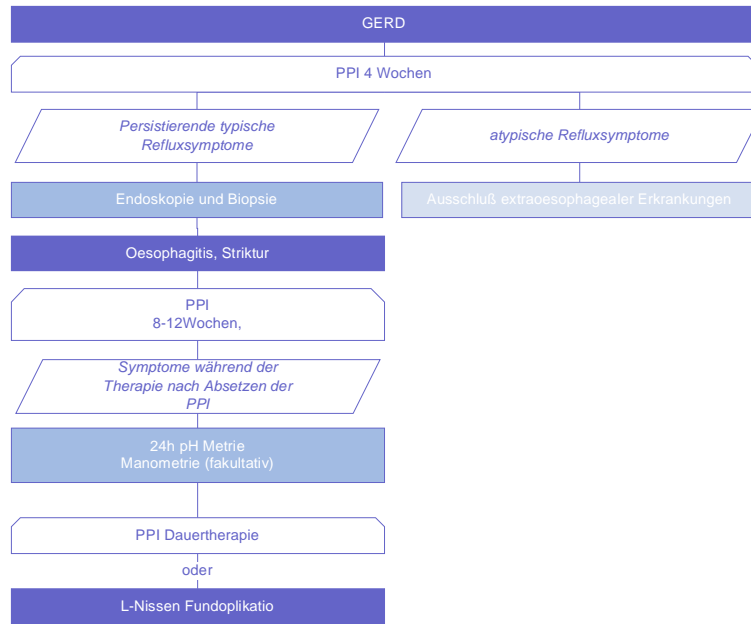 GERD
PPI 4 Wochen
Persistierende typische
Refluxsymptome
atypische Refluxsymptome
Endoskopie und Biopsie
Ausschluß extraoesophagealer Erkrankungen
Oesophagitis, Striktur
PPI
8-12Wochen,
Symptome während der
Therapie nach Absetzen der
PPI
24h pH Metrie
Manometrie (fakultativ)
PPI Dauertherapie
oder
L-Nissen Fundoplikatio